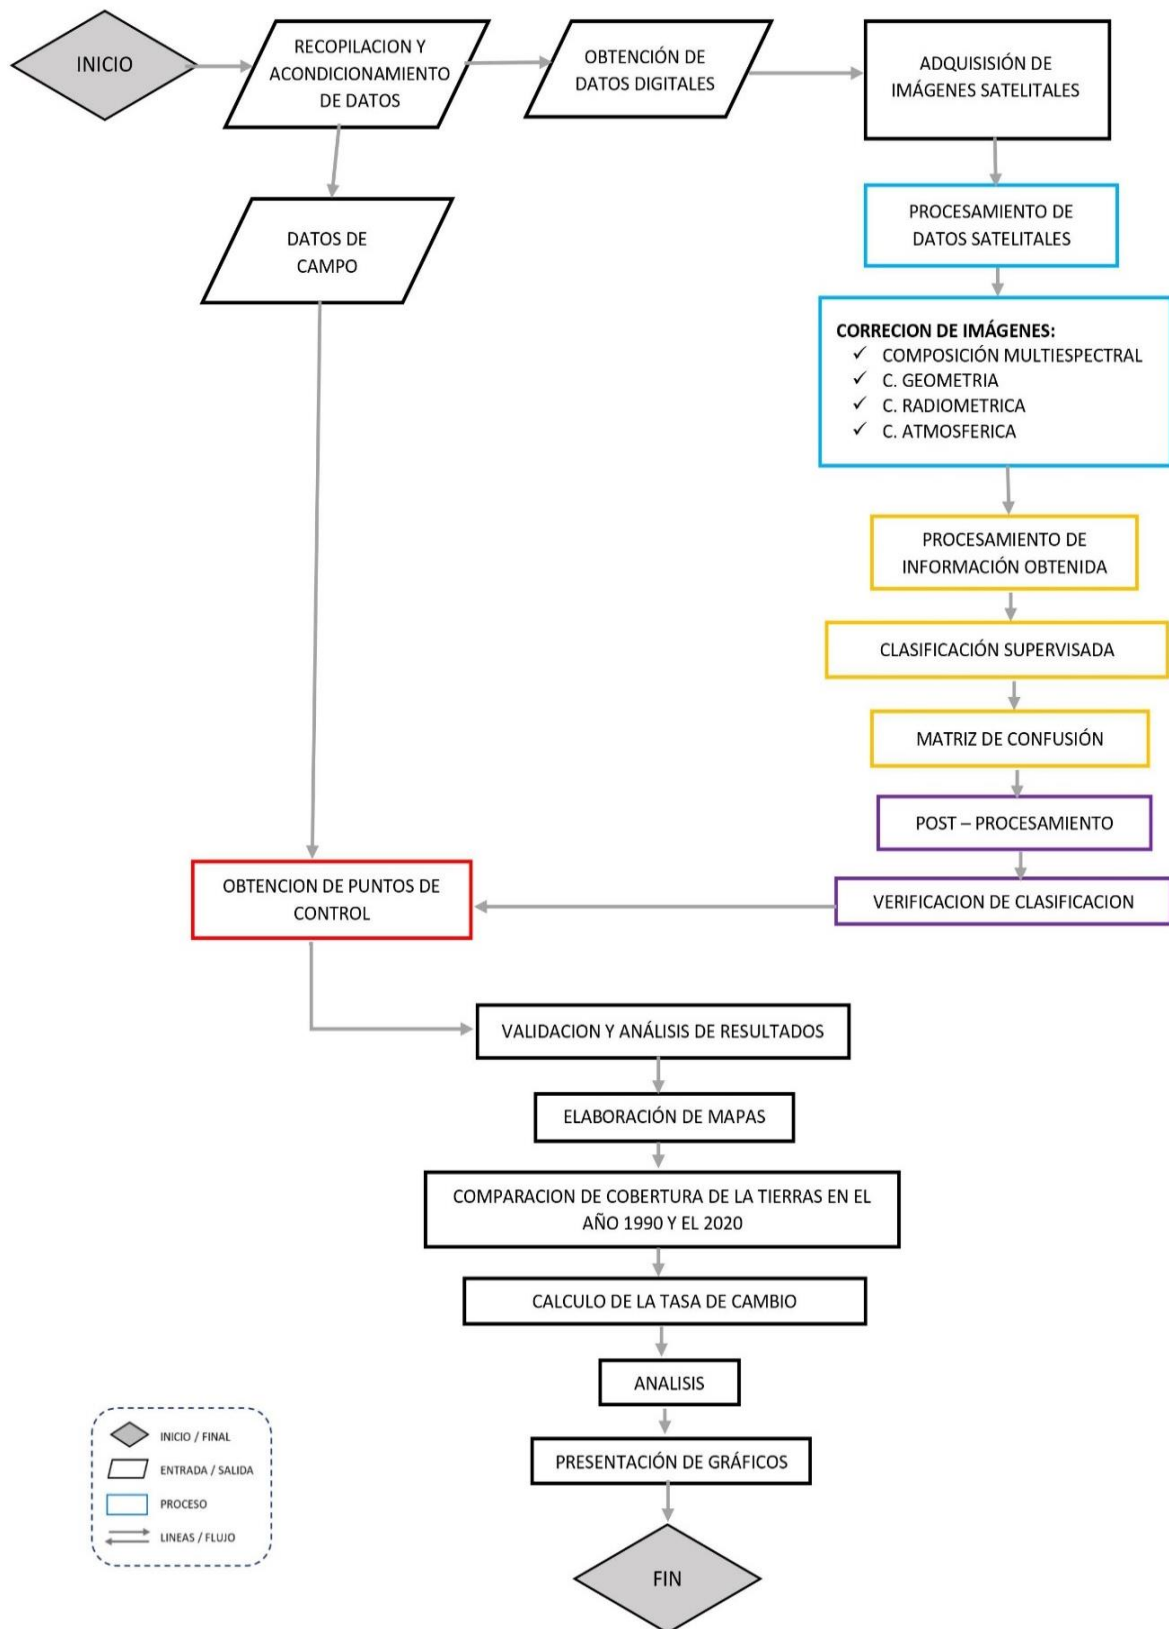 INICIO
RECOPILACION Y
ACONDICIONAMIENTO
DE DATOS
OBTENCIÓN DE
DATOS DIGITALES
ADQUISISIÓN DE
IMÁGENES SATELITALES
DATOS DE
CAMPO
PROCESAMIENTO DE
DATOS SATELITALES
CORRECION DE IMÁGENES:
✓ COMPOSICIÓN MULTIESPECTRAL
✓ C. GEOMETRIA
✓ C. RADIOMETRICA
✓ C. ATMOSFERICA
PROCESAMIENTO DE
INFORMACIÓN OBTENIDA
CLASIFICACIÓN SUPERVISADA
MATRIZ DE CONFUSIÓN
POST – PROCESAMIENTO
VERIFICACION DE CLASIFICACION
OBTENCION DE PUNTOS DE
CONTROL
VALIDACION Y ANÁLISIS DE RESULTADOS
ELABORACIÓN DE MAPAS
COMPARACION DE COBERTURA DE LA TIERRAS EN EL
AÑO 1990 Y EL 2020
CALCULO DE LA TASA DE CAMBIO
ANALISIS
PRESENTACIÓN DE GRÁFICOS
FIN
INICIO / FINAL
ENTRADA / SALIDA
PROCESO
LINEAS / FLUJO